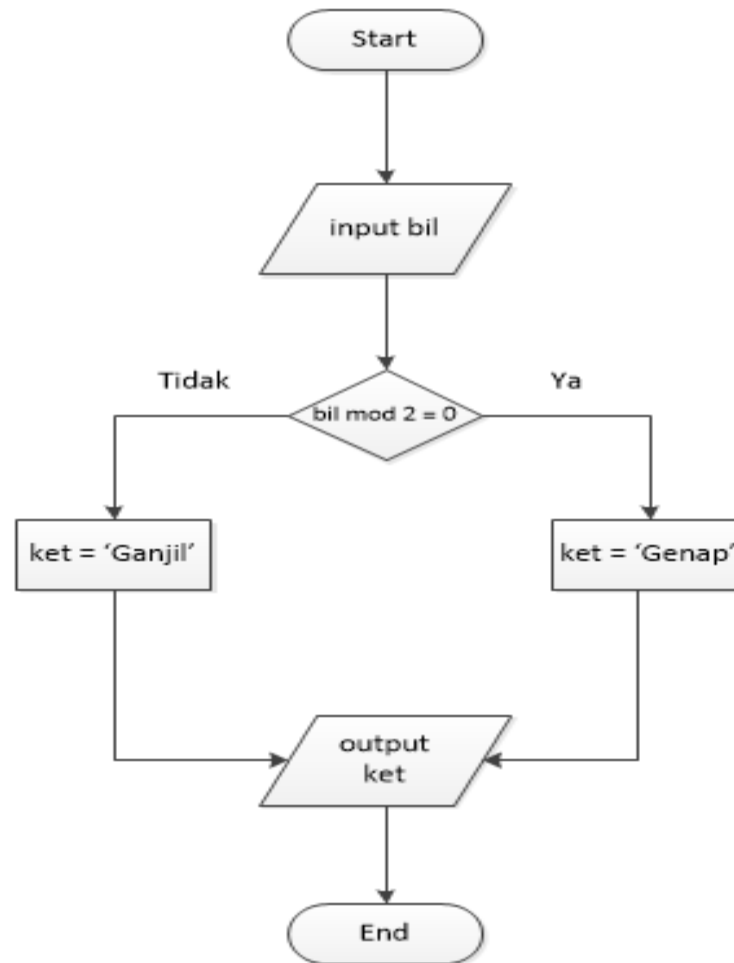 Start
input bil
Tidak
Ya
bil mod 2 = 0
ket = ‘Ganjil’
ket = ‘Genap’
output
ket
End